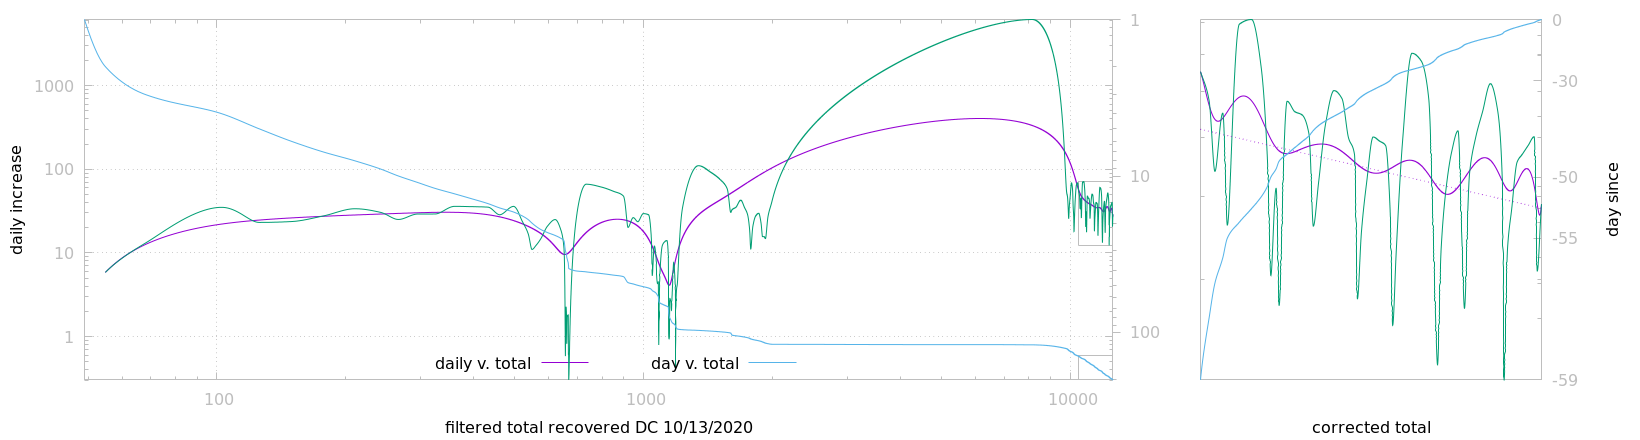 1000
100
10
1
daily increase
100
1000
10000
filtered total recovered DC 10/13/2020
daily v. total
day v. total
1
10
100
0
-30
-50
-55
-59
day since
corrected total